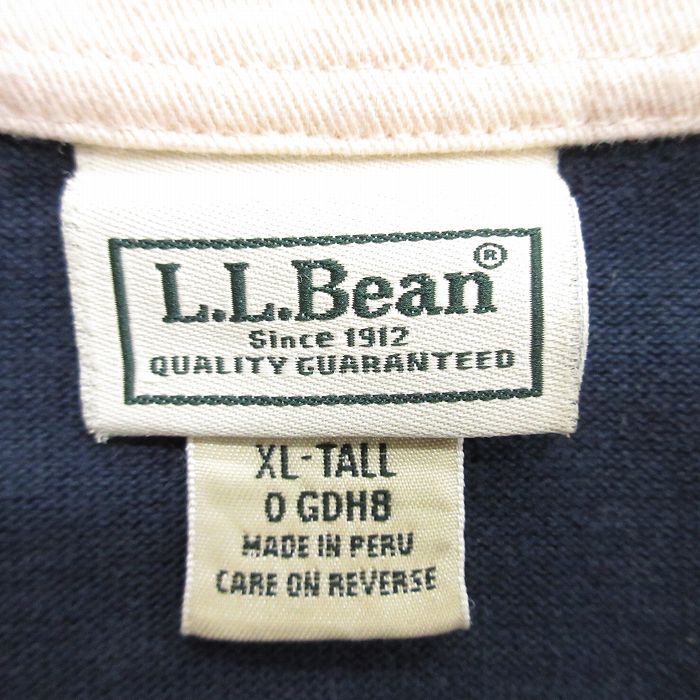 L.L.Bean®
Since 1912
QUALITY GUARANTEED
XL-TALL
0 GDH8
MADE IN PERU
CARE ON REVERSE